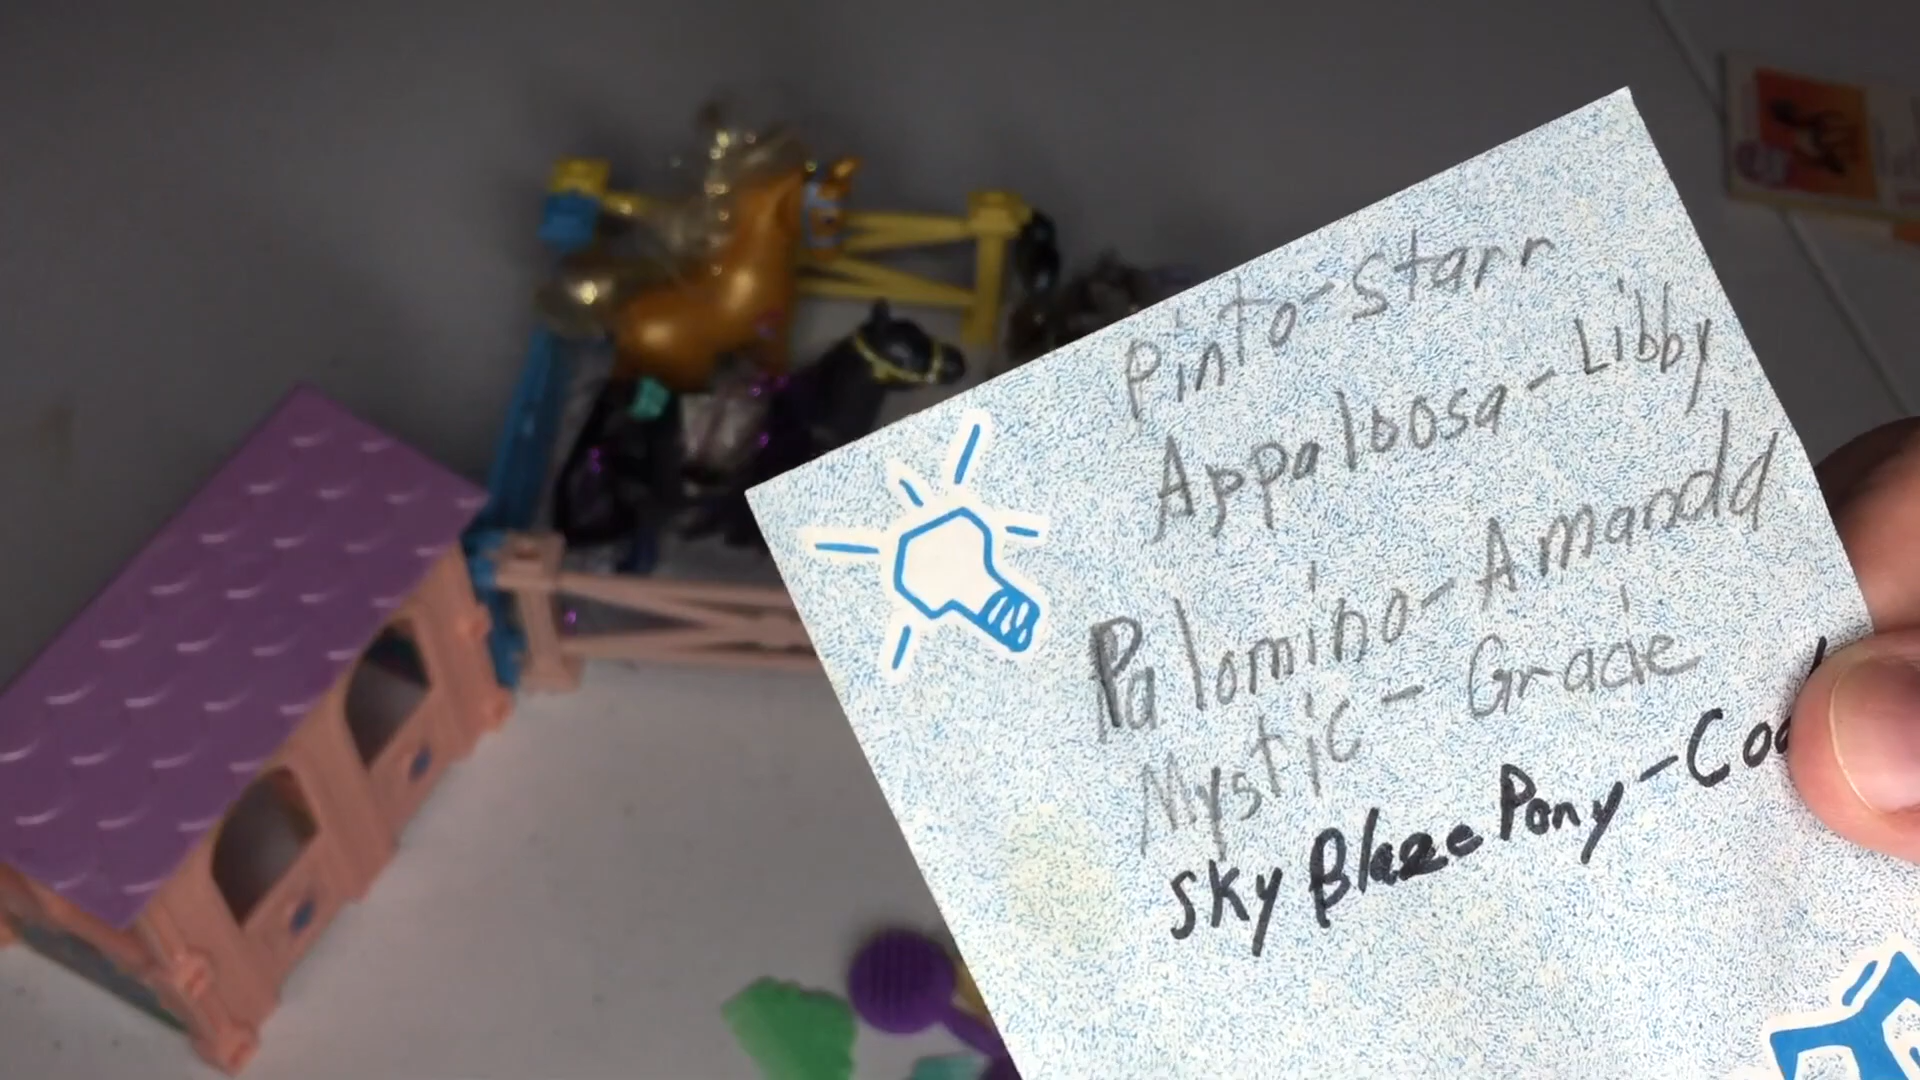 Pinto-Starr
Appaloosa-Libby
Palomino-Amanda
Mystic-Gracie
Sky Blaze Pony-